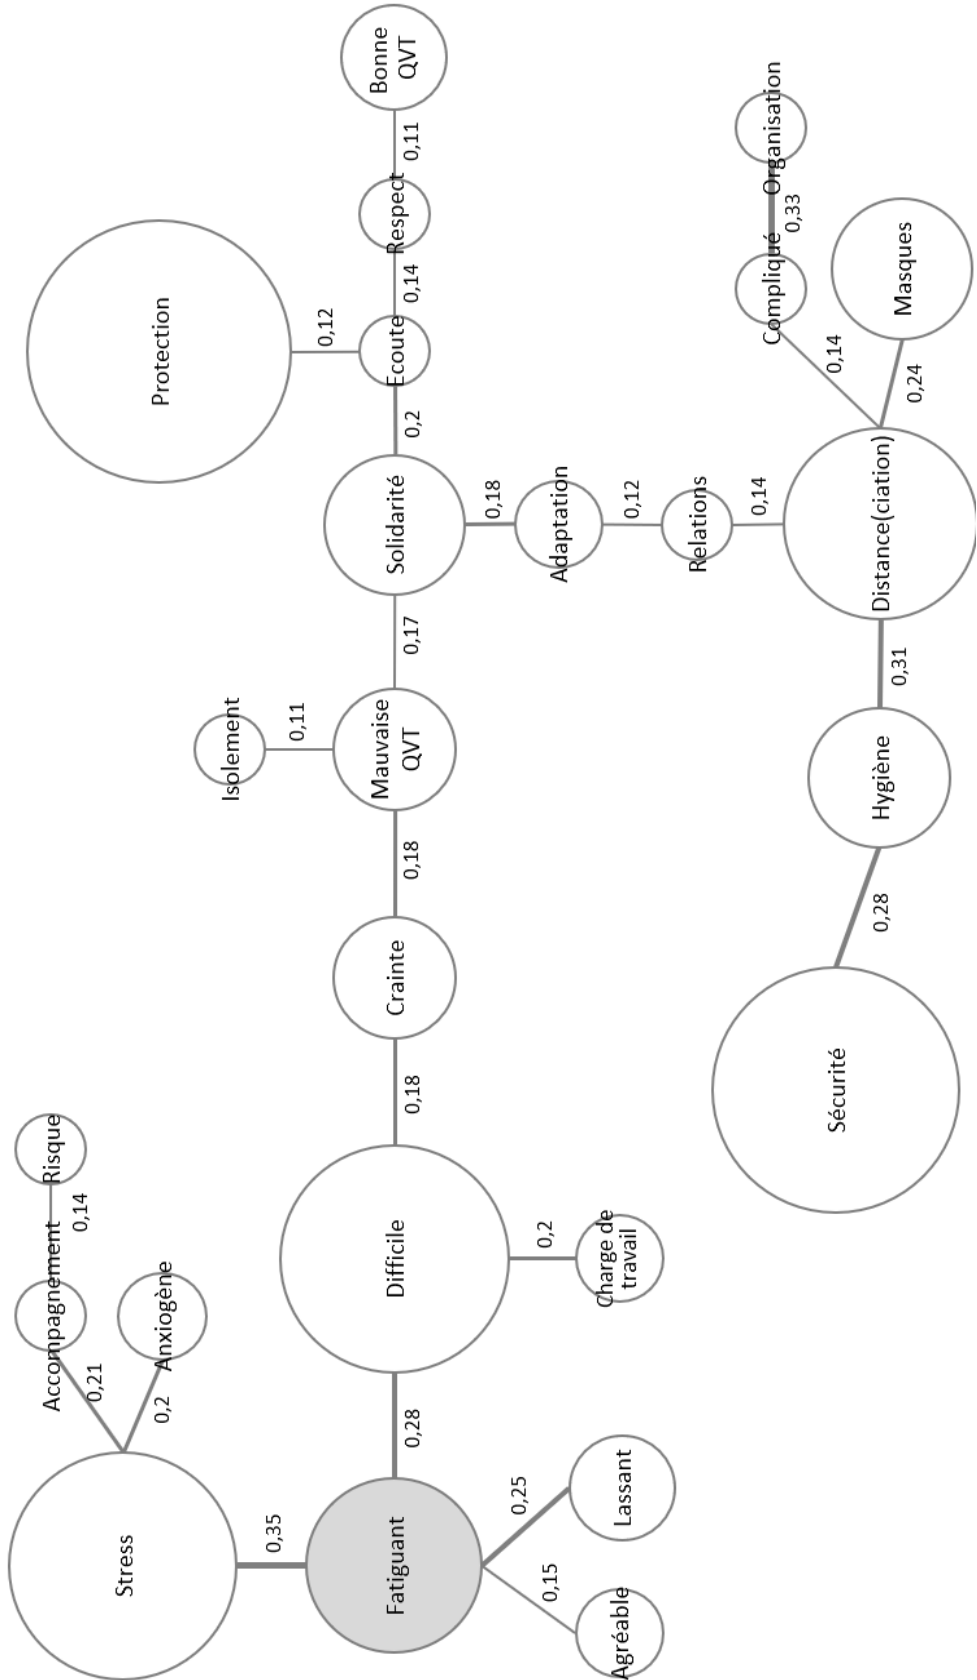 Stress
0,35
Fatiguant
0,21
Accompagnement
0,14
Risque
0,2
Anxiogène
0,15
Agréable
0,25
Lassant
0,28
Difficile
0,2
Charge de
travail
0,18
Crainte
0,18
Mauvaise
QVT
0,11
Isolement
0,17
Solidarité
0,2
Ecoute
0,12
Protection
0,14
Respect
0,11
Bonne
QVT
0,18
Adaptation
0,12
Relations
0,14
Distance(ciation)
0,14
Compliqué
0,33
Organisation
0,24
Masques
0,31
Hygiène
0,28
Sécurité